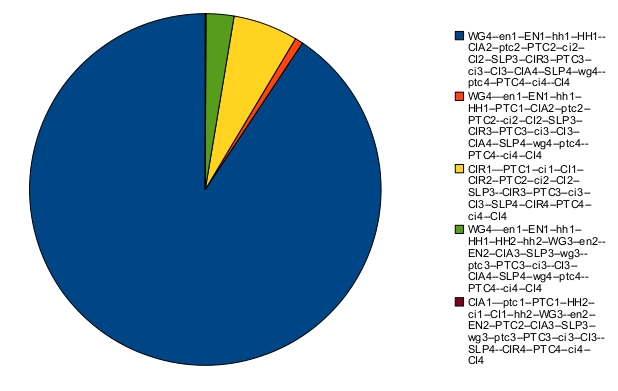 WG4--en1--EN1--hh1--HH1--
CIA2--ptc2--PTC2--ci2--
CI2--SLP3--CIR3--PTC3--
ci3--CI3--CIA4--SLP4--wg4--
ptc4--PTC4--ci4--CI4
WG4—en1--EN1--hh1--
HH1--PTC1--CIA2--ptc2--
PTC2--ci2--CI2--SLP3--
CIR3--PTC3--ci3--CI3--
CIA4--SLP4--wg4--ptc4--
PTC4--ci4--CI4
CIR1—PTC1--ci1--CI1--
CIR2--PTC2--ci2--CI2--
SLP3--CIR3--PTC3--ci3--
CI3--SLP4--CIR4--PTC4--
ci4--CI4
WG4—en1--EN1--hh1--
HH1--HH2--hh2--WG3--en2--
EN2--CIA3--SLP3--wg3--
ptc3--PTC3--ci3--CI3--
CIA4--SLP4--wg4--ptc4--
PTC4--ci4--CI4
CIA1—ptc1--PTC1--HH2--
ci1--CI1--hh2--WG3--en2--
EN2--PTC2--CIA3--SLP3--
wg3--ptc3--PTC3--ci3--CI3--
SLP4--CIR4--PTC4--ci4--
CI4